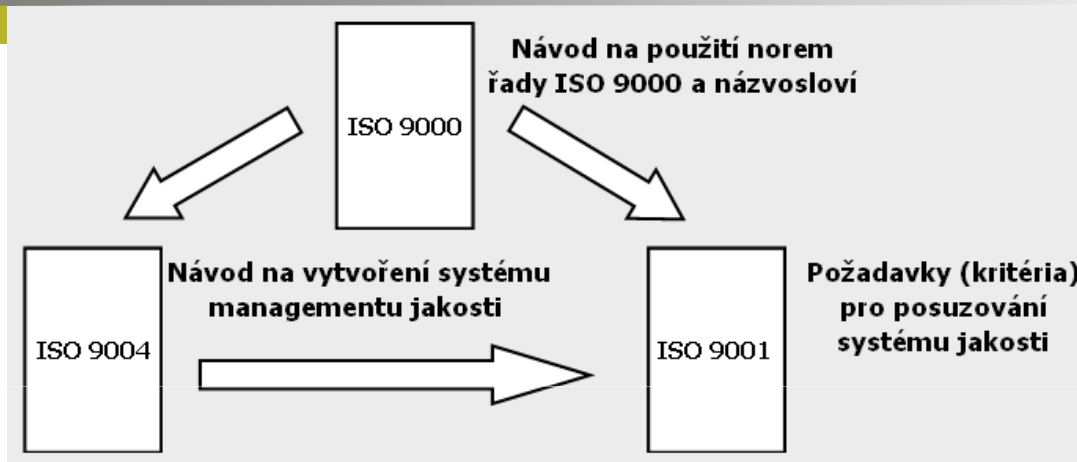 Návod na použití norem
řady ISO 9000 a názvosloví
ISO 9000
Návod na vytvoření systému
managementu jakosti
ISO 9004
ISO 9001
Požadavky (kritéria)
pro posuzování
systému jakosti